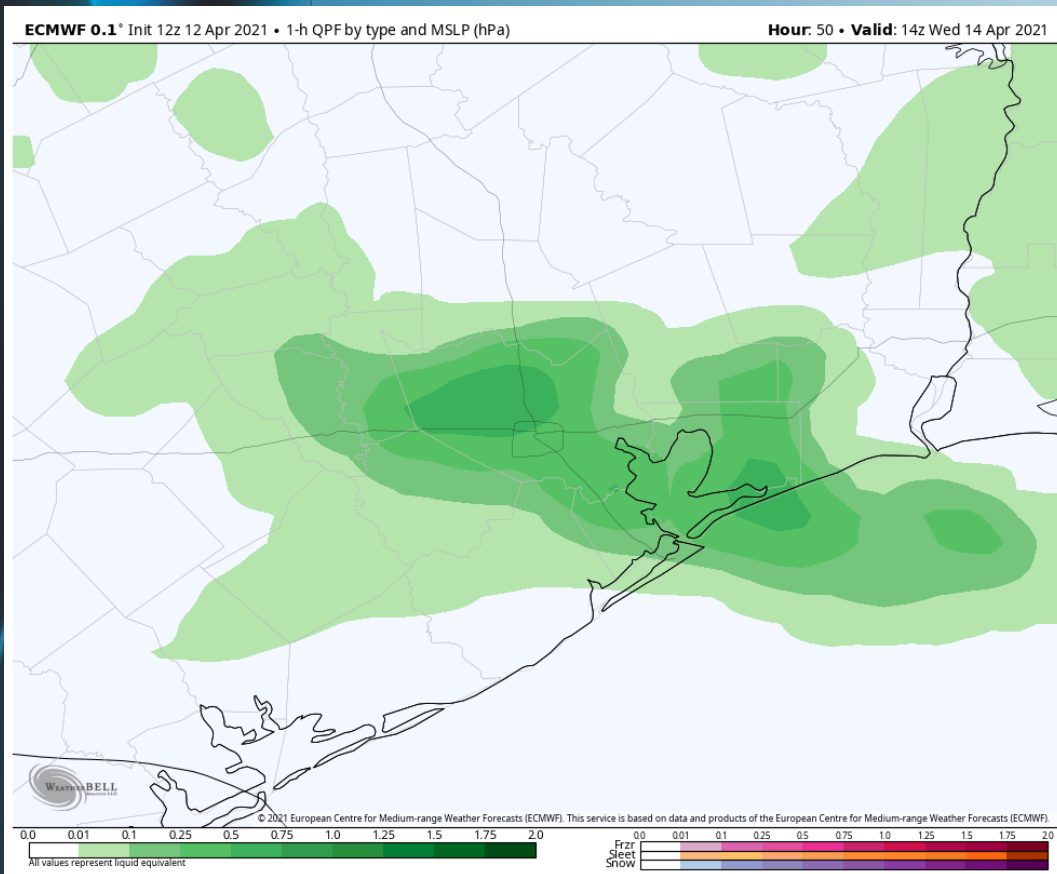 ECMWF 0.1° Init 12z 12 Apr 2021 • 1-h QPF by type and MSLP (hPa) Hour: 50 • Valid: 14z Wed 14 Apr 2021
WEATHERBELL
© 2021 European Centre for Medium-range Weather Forecasts (ECMWF). This service is based on data and products of the European Centre for Medium-range Weather Forecasts (ECMWF).
0.0 0.01 0.1 0.25 0.5 0.75 1.0 1.25 1.5 1.75 2.0
All values represent liquid equivalent
0.0 0.01 0.1 0.25 0.5 0.75 1.0 1.25 1.5 1.75 2.0
Frzr
Sleet
Snow